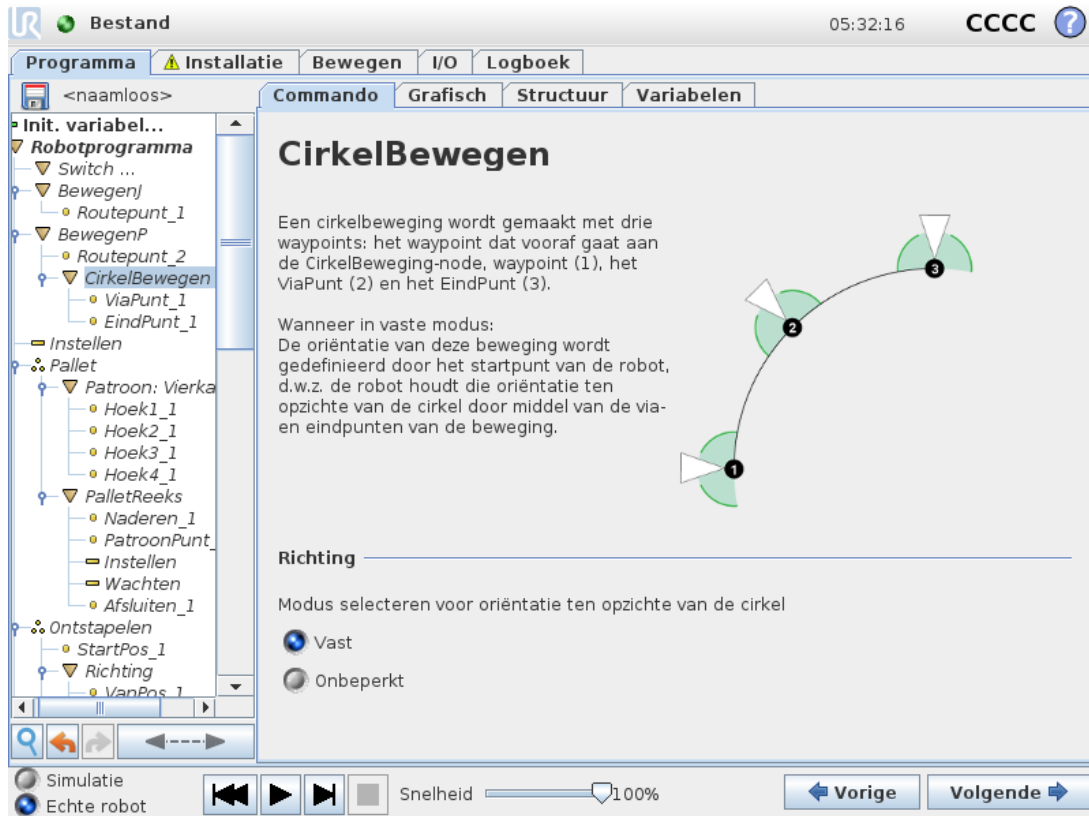 UR Bestand 05:32:16 CCCC ?
Programma Installatie Bewegen I/O Logboek
<naamloos>
Commando Grafisch Structuur Variabelen
Init. variabel...
Robotprogramma
Switch ...
BewegenJ
Routepunt_1
BewegenP
Routepunt_2
CirkelBewegen
ViaPunt_1
EindPunt_1
Instellen
Pallet
Patroon: Vierka
Hoek1_1
Hoek2_1
Hoek3_1
Hoek4_1
PalletReeks
Naderen_1
PatroonPunt_
Instellen
Wachten
Afsluiten_1
Ontstapelen
StartPos_1
Richting
VanPos_1
CirkelBewegen
Een cirkelbeweging wordt gemaakt met drie
waypoints: het waypoint dat vooraf gaat aan
de CirkelBeweging-node, waypoint (1), het
ViaPunt (2) en het EindPunt (3).
Wanneer in vaste modus:
De oriëntatie van deze beweging wordt
gedefinieerd door het startpunt van de robot,
d.w.z. de robot houdt die oriëntatie ten
opzichte van de cirkel door middel van de via-
en eindpunten van de beweging.
3
2
1
Richting
Modus selecteren voor oriëntatie ten opzichte van de cirkel
Vast
Onbeperkt
Simulatie
Echte robot
Snelheid 100%
Vorige Volgende